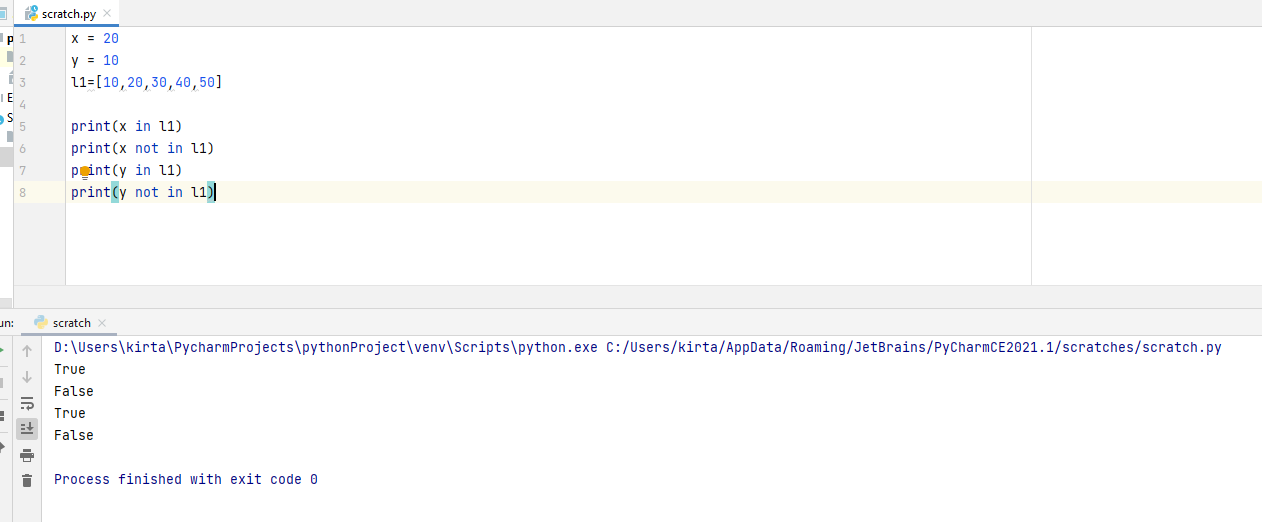 scratch.py
p
1 x = 20
2 y = 10
3 l1=[10,20,30,40,50]
E
4
S
5 print(x in l1)
6 print(x not in l1)
7 print(y in l1)
8 print(y not in l1)
un: scratch
D:\Users\kirta\PycharmProjects\pythonProject\venv\Scripts\python.exe C:/Users/kirta/AppData/Roaming/JetBrains/PyCharmCE2021.1/scratches/scratch.py
True
False
True
False
Process finished with exit code 0